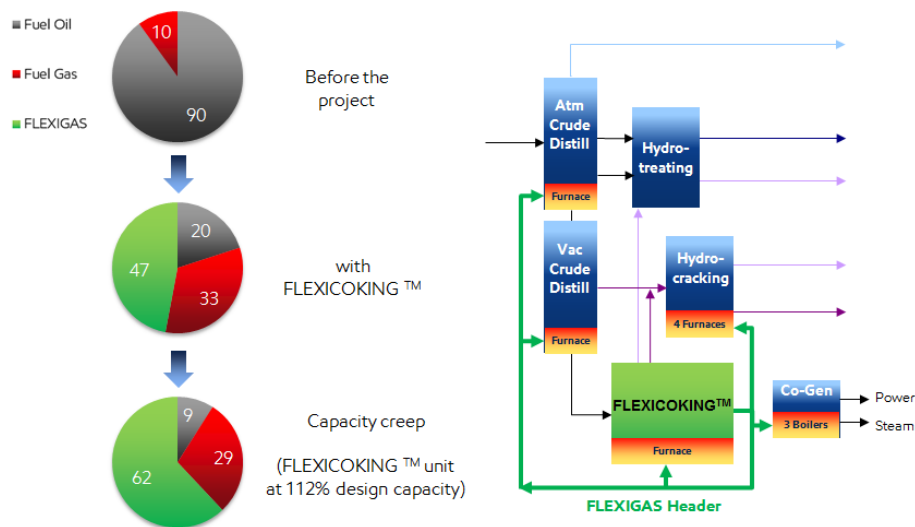 Fuel Oil
Fuel Gas
FLEXIGAS
10
90
Before the
project
20
47
33
with
FLEXICOKING ™
9
29
62
Capacity creep
(FLEXICOKING ™ unit
at 112% design capacity)
Atm
Crude
Distill
Furnace
Hydro-
treating
Vac
Crude
Distill
Furnace
Hydro-
cracking
4 Furnaces
FLEXICOKING™
Furnace
Co-Gen
3 Boilers
Power
Steam
FLEXIGAS Header